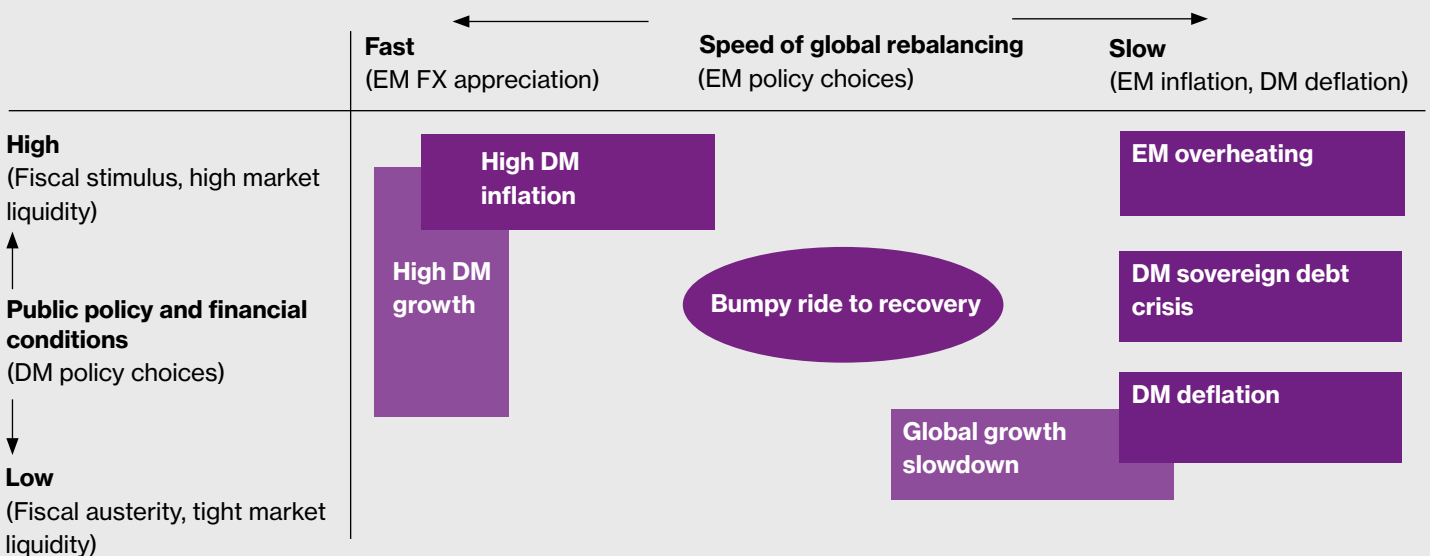 Fast
(EM FX appreciation)
Speed of global rebalancing
(EM policy choices)
Slow
(EM inflation, DM deflation)
High
(Fiscal stimulus, high market
liquidity)
Public policy and financial
conditions
(DM policy choices)
Low
(Fiscal austerity, tight market
liquidity)
High DM
inflation
High DM
growth
Bumpy ride to recovery
EM overheating
DM sovereign debt
crisis
DM deflation
Global growth
slowdown